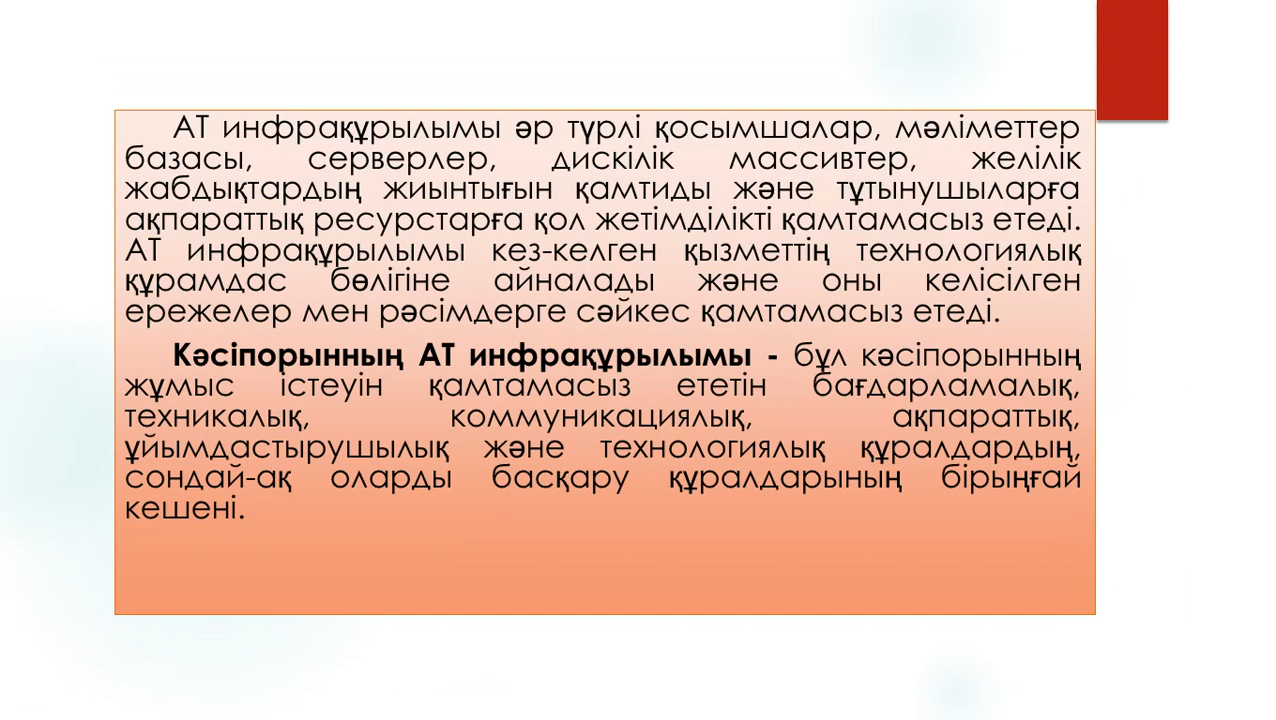 АТ инфрақұрылымы әр түрлі қосымшалар, мәліметтер
базасы, серверлер, дискілік массивтер, желілік
жабдықтардың жиынтығын қамтиды және тұтынушыларға
ақпараттық ресурстарға қол жетімділікті қамтамасыз етеді.
АТ инфрақұрылымы кез-келген қызметтің технологиялық
құрамдас бөлігіне айналады және оны келісілген
ережелер мен рәсімдерге сәйкес қамтамасыз етеді.
Кәсіпорынның АТ инфрақұрылымы - бұл кәсіпорынның
жұмыс істеуін қамтамасыз ететін бағдарламалық,
техникалық, коммуникациялық, ақпараттық,
ұйымдастырушылық және технологиялық құралдардың,
сондай-ақ оларды басқару құралдарының бірыңғай
кешені.